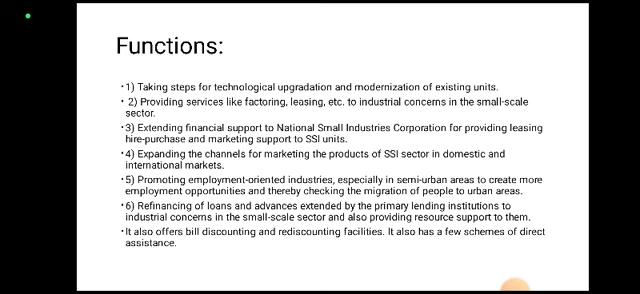 Functions:
• 1) Taking steps for technological upgradation and modernization of existing units.
• 2) Providing services like factoring, leasing, etc. to industrial concerns in the small-scale
sector.
• 3) Extending financial support to National Small Industries Corporation for providing leasing
hire-purchase and marketing support to SSI units.
• 4) Expanding the channels for marketing the products of SSI sector in domestic and
international markets.
• 5) Promoting employment-oriented industries, especially in semi-urban areas to create more
employment opportunities and thereby checking the migration of people to urban areas.
• 6) Refinancing of loans and advances extended by the primary lending institutions to
industrial concerns in the small-scale sector and also providing resource support to them.
• It also offers bill discounting and rediscounting facilities. It also has a few schemes of direct
assistance.